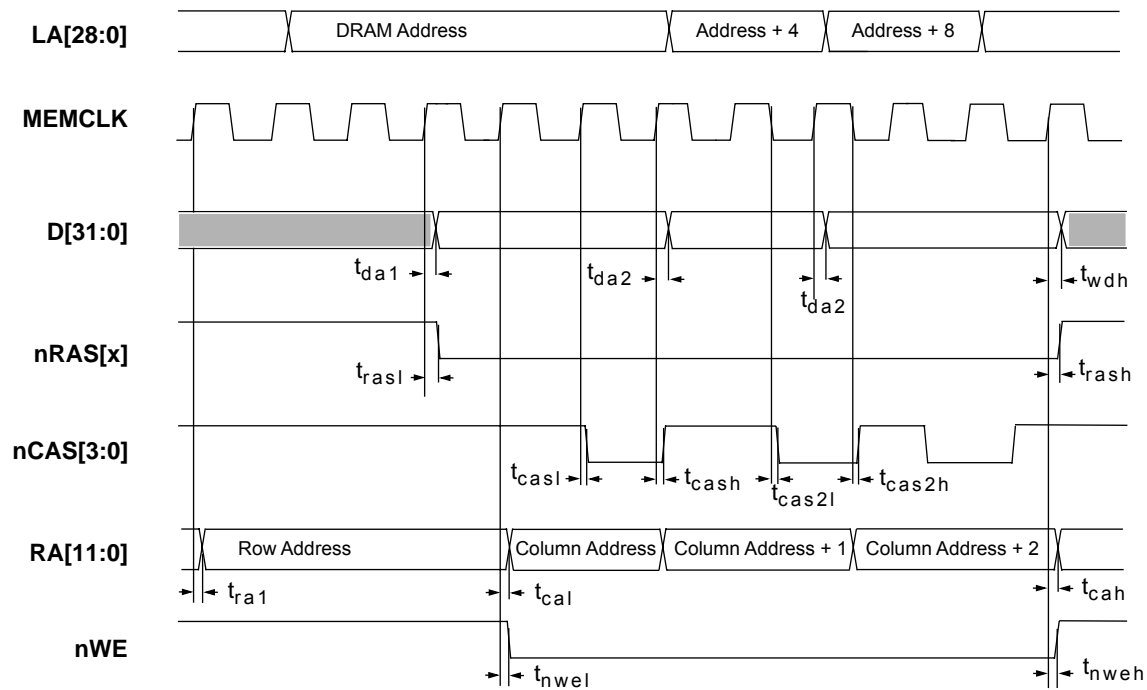 LA[28:0] DRAM Address Address + 4 Address + 8
MEMCLK
D[31:0]
tda1 tda2 tda2 twdh
nRAS[x]
trasl trash
nCAS[3:0]
tcasl tcash tcas2l tcas2h
RA[11:0] Row Address Column Address Column Address + 1 Column Address + 2
tra1 tcal tcah
nWE
tnwel tnweh